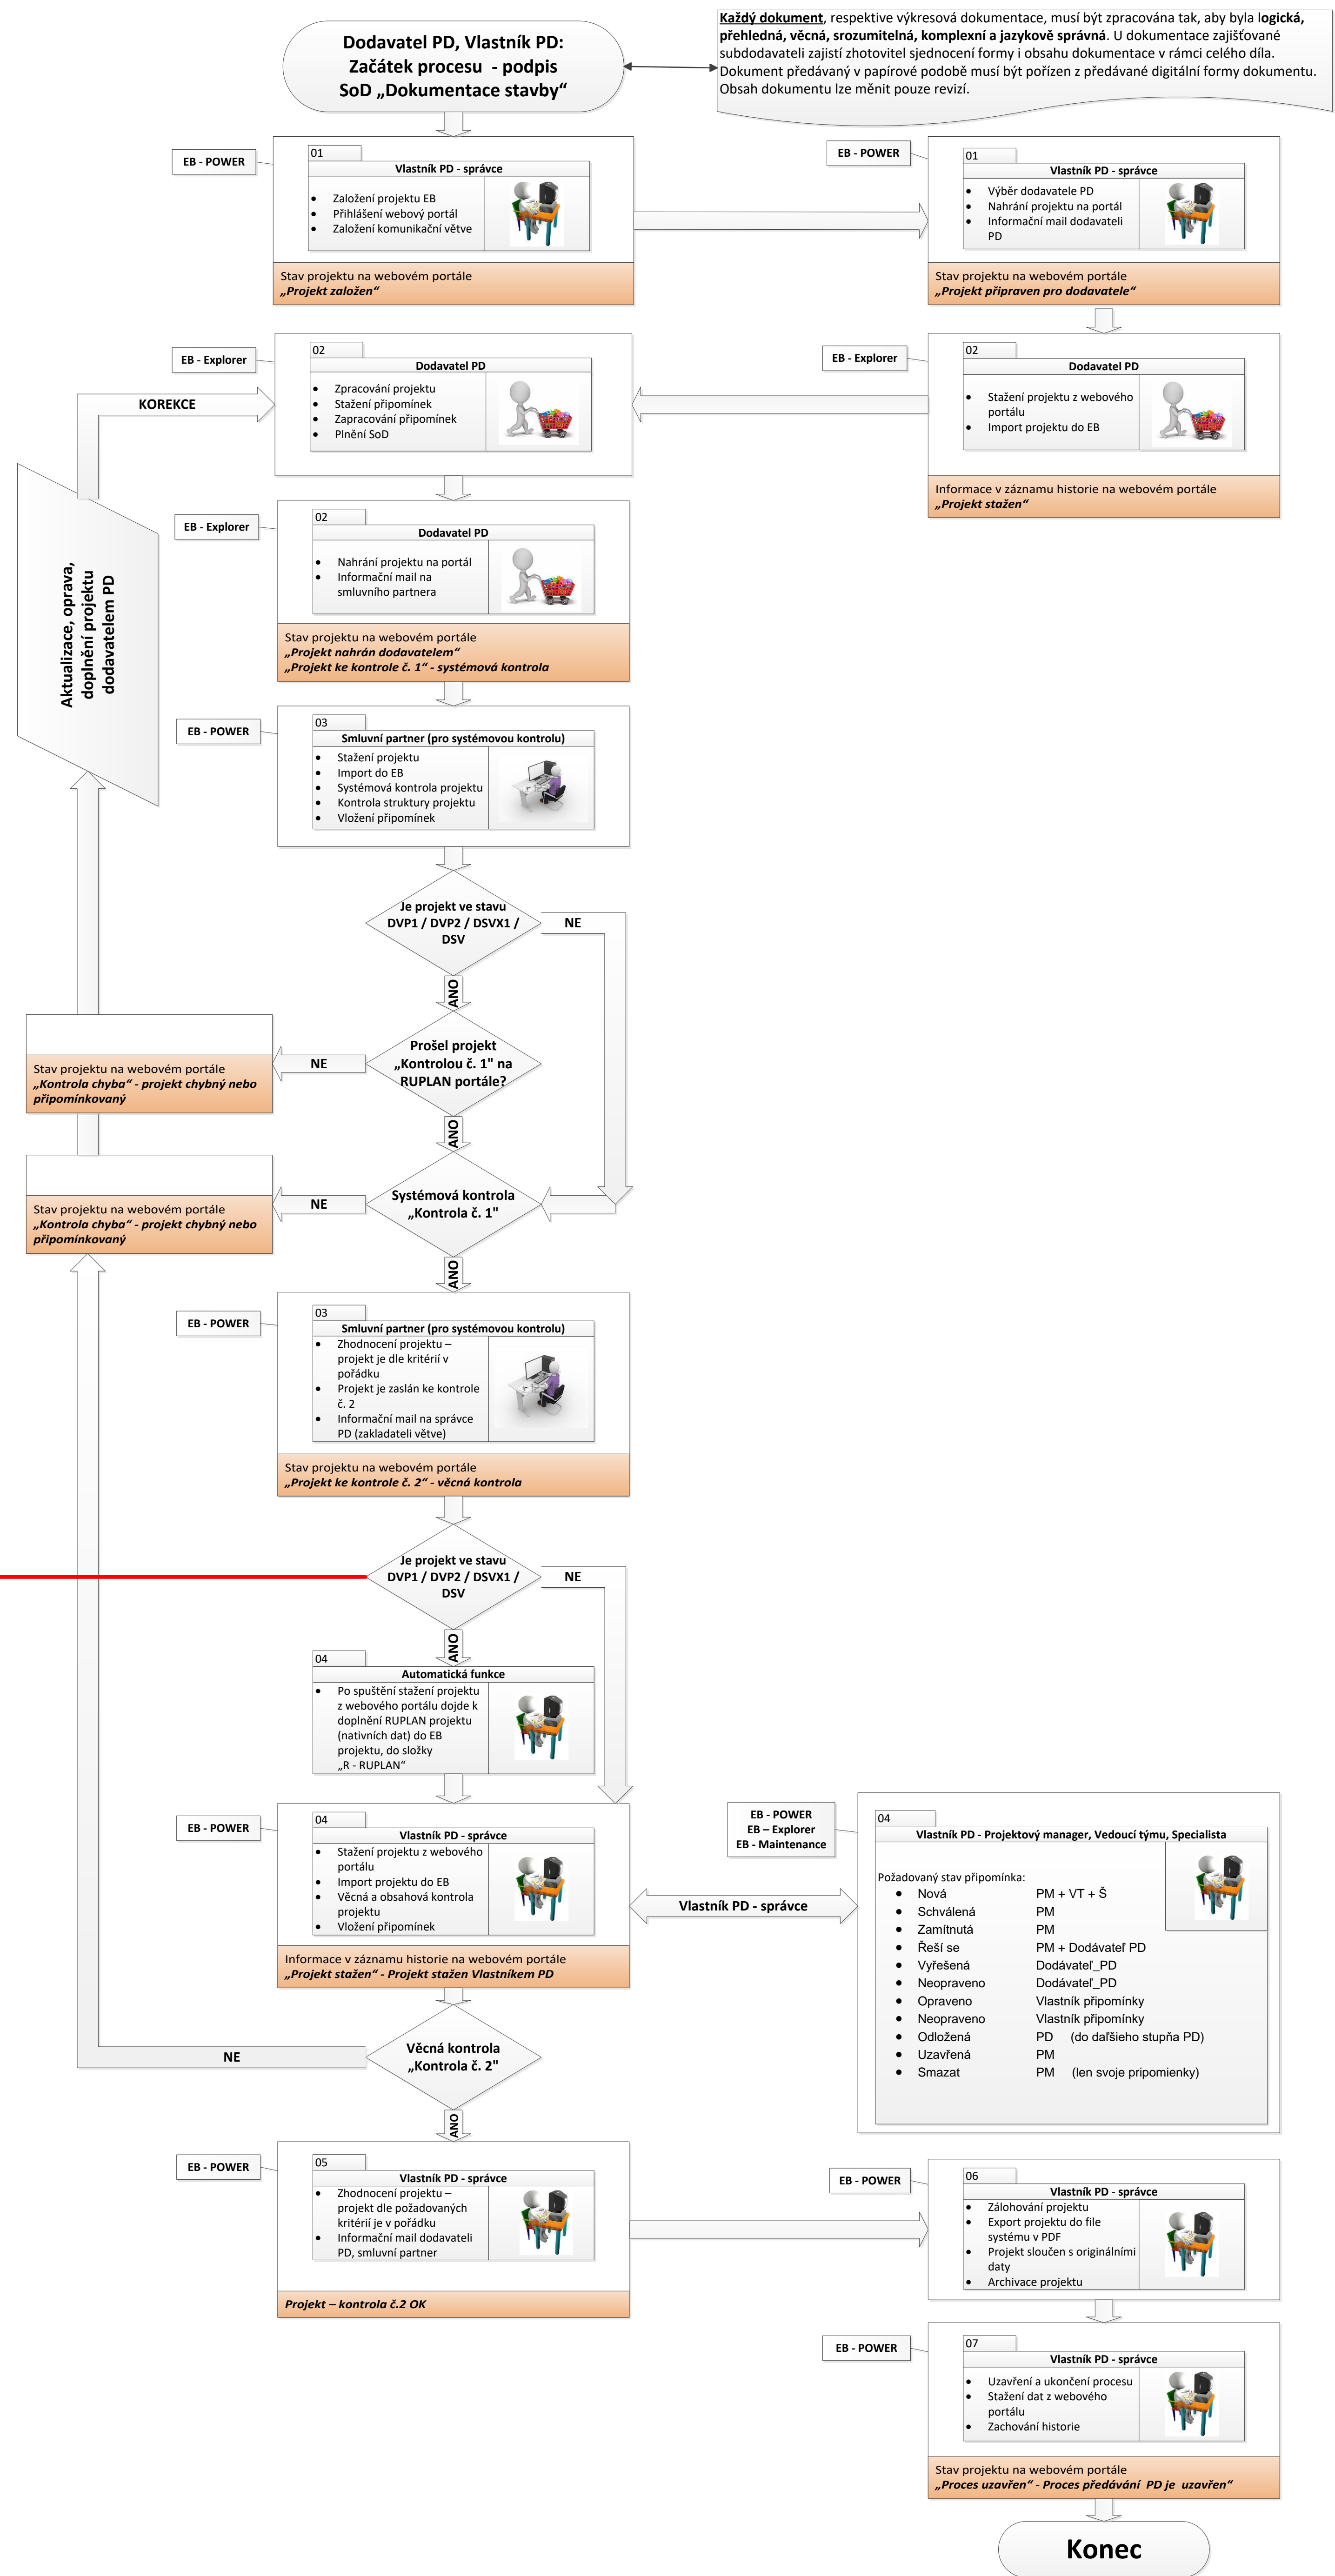 Dodavatel PD, Vlastník PD:
Začátek procesu - podpis
SoD „Dokumentace stavby“
Každý dokument, respektive výkresová dokumentace, musí být zpracována tak, aby byla logická,
přehledná, věcná, srozumitelná, komplexní a jazykově správná. U dokumentace zajišťované
subdodavateli zajistí zhotovitel sjednocení formy i obsahu dokumentace v rámci celého díla.
Dokument předávaný v papírové podobě musí být pořízen z předávané digitální formy dokumentu.
Obsah dokumentu lze měnit pouze revizí.
EB - POWER
01
Vlastník PD - správce
• Založení projektu EB
• Přihlášení webový portál
• Založení komunikační větve
Stav projektu na webovém portále
„Projekt založen“
EB - POWER
01
Vlastník PD - správce
• Výběr dodavatele PD
• Nahrání projektu na portál
• Informační mail dodavateli
PD
Stav projektu na webovém portále
„Projekt připraven pro dodavatele“
EB - Explorer
02
Dodavatel PD
• Stažení projektu z webového
portálu
• Import projektu do EB
Informace v záznamu historie na webovém portále
„Projekt stažen“
EB - Explorer
02
Dodavatel PD
• Zpracování projektu
• Stažení připomínek
• Zapracování připomínek
• Plnění SoD
KOREKCE
Aktualizace, oprava,
doplnění projektu
dodavatelem PD
EB - Explorer
02
Dodavatel PD
• Nahrání projektu na portál
• Informační mail na
smluvního partnera
Stav projektu na webovém portále
„Projekt nahrán dodavatelem“
„Projekt ke kontrole č. 1“ - systémová kontrola
EB - POWER
03
Smluvní partner (pro systémovou kontrolu)
• Stažení projektu
• Import do EB
• Systémová kontrola projektu
• Kontrola struktury projektu
• Vložení připomínek
Je projekt ve stavu
DVP1 / DVP2 / DSVX1 /
DSV
NE
ANO
Prošel projekt
„Kontrolou č. 1" na
RUPLAN portále?
NE
Stav projektu na webovém portále
„Kontrola chyba“ - projekt chybný nebo
připomínkovaný
ANO
Systémová kontrola
„Kontrola č. 1"
NE
Stav projektu na webovém portále
„Kontrola chyba“ - projekt chybný nebo
připomínkovaný
ANO
EB - POWER
03
Smluvní partner (pro systémovou kontrolu)
• Zhodnocení projektu –
projekt je dle kritérií v
pořádku
• Projekt je zaslán ke kontrole
č. 2
• Informační mail na správce
PD (zakladateli větve)
Stav projektu na webovém portále
„Projekt ke kontrole č. 2“ - věcná kontrola
Je projekt ve stavu
DVP1 / DVP2 / DSVX1 /
DSV
NE
ANO
04
Automatická funkce
• Po spuštění stažení projektu
z webového portálu dojde k
doplnění RUPLAN projektu
(nativních dat) do EB
projektu, do složky
„R - RUPLAN“
EB - POWER
04
Vlastník PD - správce
• Stažení projektu z webového
portálu
• Import projektu do EB
• Věcná a obsahová kontrola
projektu
• Vložení připomínek
Informace v záznamu historie na webovém portále
„Projekt stažen“ - Projekt stažen Vlastníkem PD
Vlastník PD - správce
EB - POWER
EB – Explorer
EB - Maintenance
04
Vlastník PD - Projektový manager, Vedoucí týmu, Specialista
Požadovaný stav připomínka:
• Nová PM + VT + Š
• Schválená PM
• Zamítnutá PM
• Řeší se PM + Dodávateľ PD
• Vyřešená Dodávateľ_PD
• Neopraveno Dodávateľ_PD
• Opraveno Vlastník připomínky
• Neopraveno Vlastník připomínky
• Odložená PD (do daľšieho stupňa PD)
• Uzavřená PM
• Smazat PM (len svoje pripomienky)
Věcná kontrola
„Kontrola č. 2"
NE
ANO
EB - POWER
05
Vlastník PD - správce
• Zhodnocení projektu –
projekt dle požadovaných
kritérií je v pořádku
• Informační mail dodavateli
PD, smluvní partner
Projekt – kontrola č.2 OK
EB - POWER
06
Vlastník PD - správce
• Zálohování projektu
• Export projektu do file
systému v PDF
• Projekt sloučen s originálními
daty
• Archivace projektu
EB - POWER
07
Vlastník PD - správce
• Uzavření a ukončení procesu
• Stažení dat z webového
portálu
• Zachování historie
Stav projektu na webovém portále
„Proces uzavřen“ - Proces předávání PD je uzavřen“
Konec